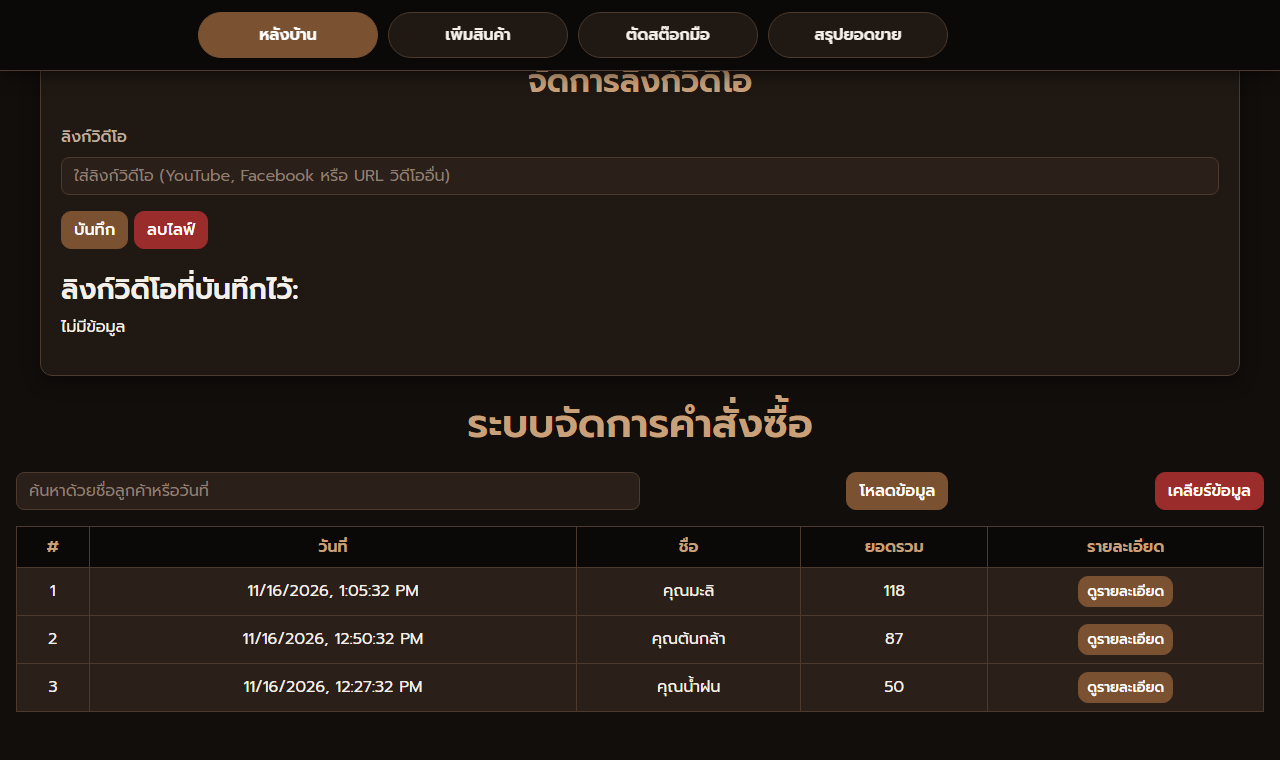 หลังบ้าน เพิ่มสินค้า ตัดสต๊อกมือ สรุปยอดขาย
จัดการลิงก์วิดีโอ
ลิงก์วิดีโอ
ใส่ลิงก์วิดีโอ (YouTube, Facebook หรือ URL วิดีโออื่น)
บันทึก ลบไลฟ์
ลิงก์วิดีโอที่บันทึกไว้:
ไม่มีข้อมูล
ระบบจัดการคำสั่งซื้อ
ค้นหาด้วยชื่อลูกค้าหรือวันที่ โหลดข้อมูล เคลียร์ข้อมูล
# วันที่ ชื่อ ยอดรวม รายละเอียด
1 11/16/2026, 1:05:32 PM คุณมะลิ 118 ดูรายละเอียด
2 11/16/2026, 12:50:32 PM คุณต้นกล้า 87 ดูรายละเอียด
3 11/16/2026, 12:27:32 PM คุณน้ำฝน 50 ดูรายละเอียด